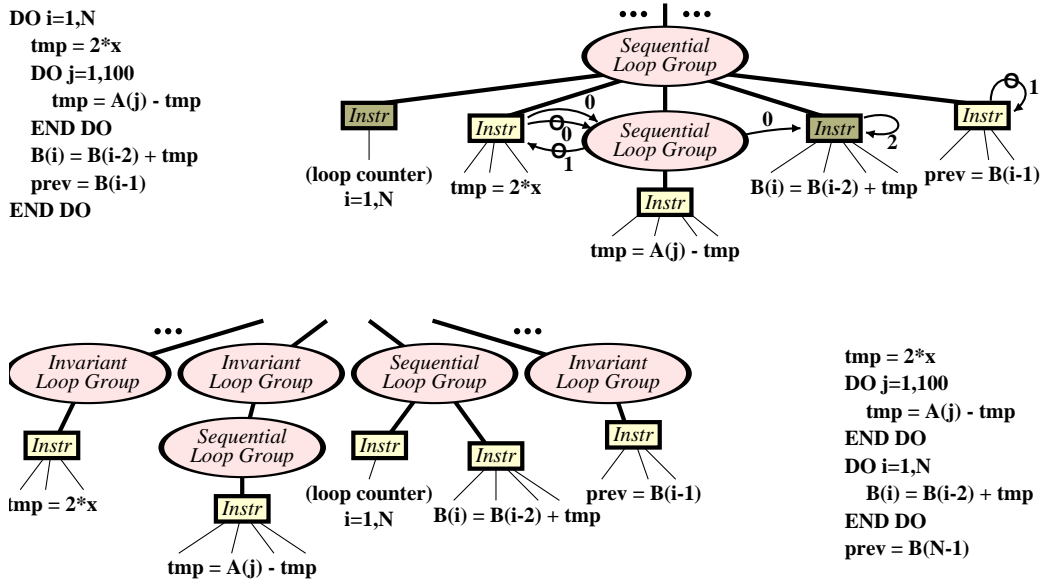 DO i=1,N
tmp = 2*x
DO j=1,100
tmp = A(j) - tmp
END DO
B(i) = B(i-2) + tmp
prev = B(i-1)
END DO
••• •••
Sequential
Loop Group
Instr
(loop counter)
i=1,N
Instr
tmp = 2*x
0
0
1
Sequential
Loop Group
Instr
tmp = A(j) - tmp
0
Instr
2
B(i) = B(i-2) + tmp
Instr
1
prev = B(i-1)
••• •••
Invariant
Loop Group
Instr
tmp = 2*x
Invariant
Loop Group
Sequential
Loop Group
Instr
tmp = A(j) - tmp
Sequential
Loop Group
Instr
(loop counter)
i=1,N
Instr
B(i) = B(i-2) + tmp
Invariant
Loop Group
Instr
prev = B(i-1)
tmp = 2*x
DO j=1,100
tmp = A(j) - tmp
END DO
DO i=1,N
B(i) = B(i-2) + tmp
END DO
prev = B(N-1)